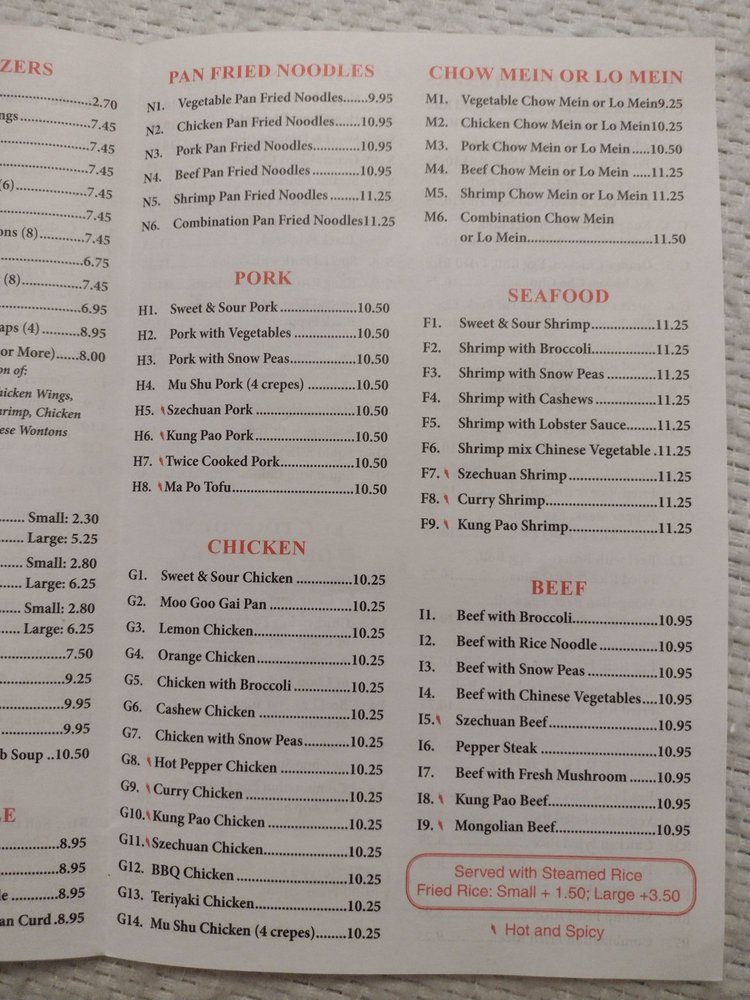 ZERS
2.70
ngs 7.45
7.45
7.45
(6) 7.45
7.45
ons (8) 7.45
6.75
(8) 7.45
6.95
aps (4) 8.95
or More) 8.00
on of:
hicken Wings,
hrimp, Chicken
ese Wontons
Small: 2.30
Large: 5.25
Small: 2.80
Large: 6.25
Small: 2.80
Large: 6.25
7.50
9.25
9.95
9.95
b Soup ..10.50
LE
8.95
8.95
le 8.95
an Curd .8.95
PAN FRIED NOODLES
N1. Vegetable Pan Fried Noodles.......9.95
N2. Chicken Pan Fried Noodles.......10.95
N3. Pork Pan Fried Noodles............10.95
N4. Beef Pan Fried Noodles ............10.95
N5. Shrimp Pan Fried Noodles ........11.25
N6. Combination Pan Fried Noodles11.25
PORK
H1. Sweet & Sour Pork ....................10.50
H2. Pork with Vegetables ................10.50
H3. Pork with Snow Peas.................10.50
H4. Mu Shu Pork (4 crepes) ............10.50
H5. Szechuan Pork ..........................10.50
H6. Kung Pao Pork..........................10.50
H7. Twice Cooked Pork...................10.50
H8. Ma Po Tofu................................10.50
CHICKEN
G1. Sweet & Sour Chicken ..............10.25
G2. Moo Goo Gai Pan .....................10.25
G3. Lemon Chicken.........................10.25
G4. Orange Chicken ........................10.25
G5. Chicken with Broccoli ..............10.25
G6. Cashew Chicken .......................10.25
G7. Chicken with Snow Peas...........10.25
G8. Hot Pepper Chicken .................10.25
G9. Curry Chicken ..........................10.25
G10. Kung Pao Chicken ....................10.25
G11. Szechuan Chicken.....................10.25
G12. BBQ Chicken ............................10.25
G13. Teriyaki Chicken.......................10.25
G14. Mu Shu Chicken (4 crepes)........10.25
CHOW MEIN OR LO MEIN
M1. Vegetable Chow Mein or Lo Mein9.25
M2. Chicken Chow Mein or Lo Mein10.25
M3. Pork Chow Mein or Lo Mein .....10.50
M4. Beef Chow Mein or Lo Mein .....11.25
M5. Shrimp Chow Mein or Lo Mein 11.25
M6. Combination Chow Mein
or Lo Mein.................................11.50
SEAFOOD
F1. Sweet & Sour Shrimp.................11.25
F2. Shrimp with Broccoli.................11.25
F3. Shrimp with Snow Peas .............11.25
F4. Shrimp with Cashews ................11.25
F5. Shrimp with Lobster Sauce........11.25
F6. Shrimp mix Chinese Vegetable .11.25
F7. Szechuan Shrimp.......................11.25
F8. Curry Shrimp............................11.25
F9. Kung Pao Shrimp.......................11.25
BEEF
I1. Beef with Broccoli......................10.95
I2. Beef with Rice Noodle ...............10.95
I3. Beef with Snow Peas ..................10.95
I4. Beef with Chinese Vegetables....10.95
I5. Szechuan Beef............................10.95
I6. Pepper Steak ..............................10.95
I7. Beef with Fresh Mushroom .......10.95
I8. Kung Pao Beef............................10.95
I9. Mongolian Beef..........................10.95
Served with Steamed Rice
Fried Rice: Small + 1.50; Large +3.50
Hot and Spicy